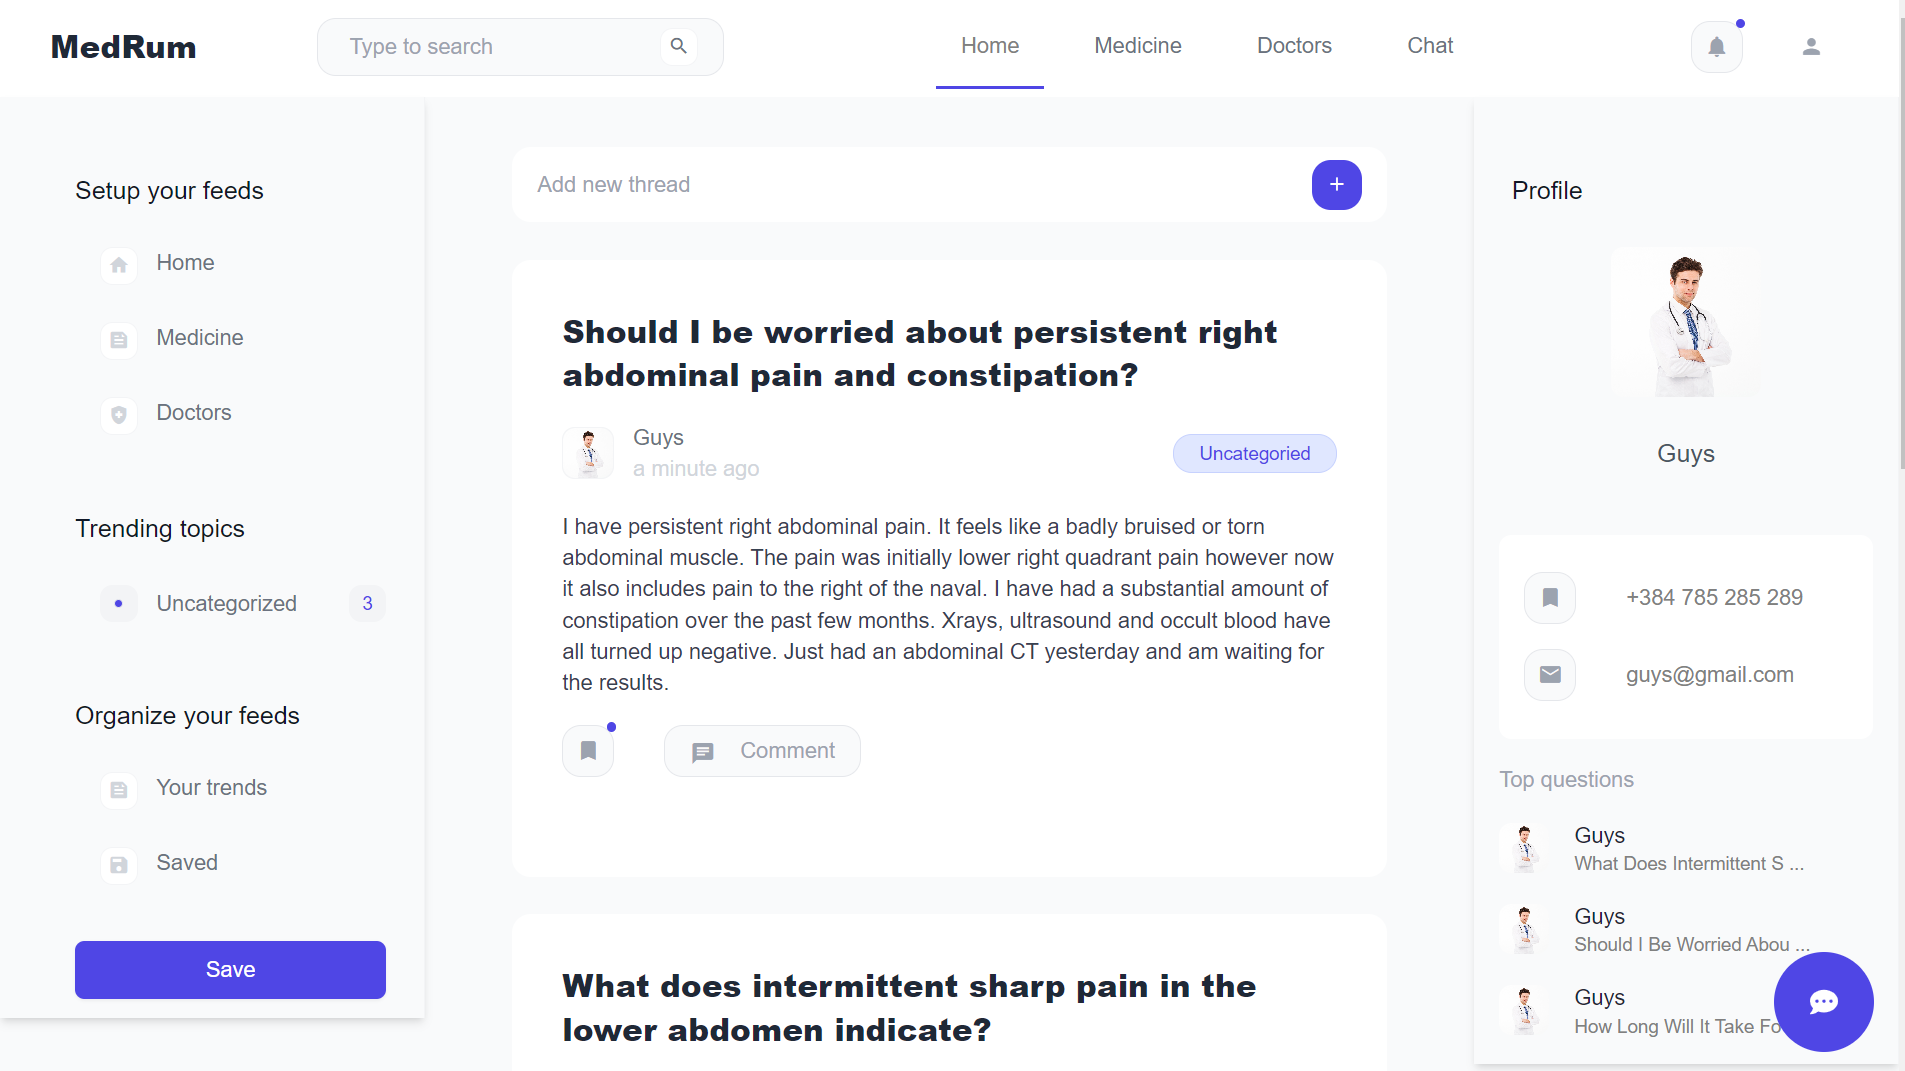 MedRum
Type to search
Home
Medicine
Doctors
Chat
Setup your feeds
Home
Medicine
Doctors
Trending topics
Uncategorized
3
Organize your feeds
Your trends
Saved
Save
Add new thread
+
Should I be worried about persistent right
abdominal pain and constipation?
Guys
a minute ago
Uncategoried
I have persistent right abdominal pain. It feels like a badly bruised or torn
abdominal muscle. The pain was initially lower right quadrant pain however now
it also includes pain to the right of the naval. I have had a substantial amount of
constipation over the past few months. Xrays, ultrasound and occult blood have
all turned up negative. Just had an abdominal CT yesterday and am waiting for
the results.
Comment
What does intermittent sharp pain in the
lower abdomen indicate?
Profile
Guys
+384 785 285 289
guys@gmail.com
Top questions
Guys
What Does Intermittent S ...
Guys
Should I Be Worried Abou ...
Guys
How Long Will It Take Fo